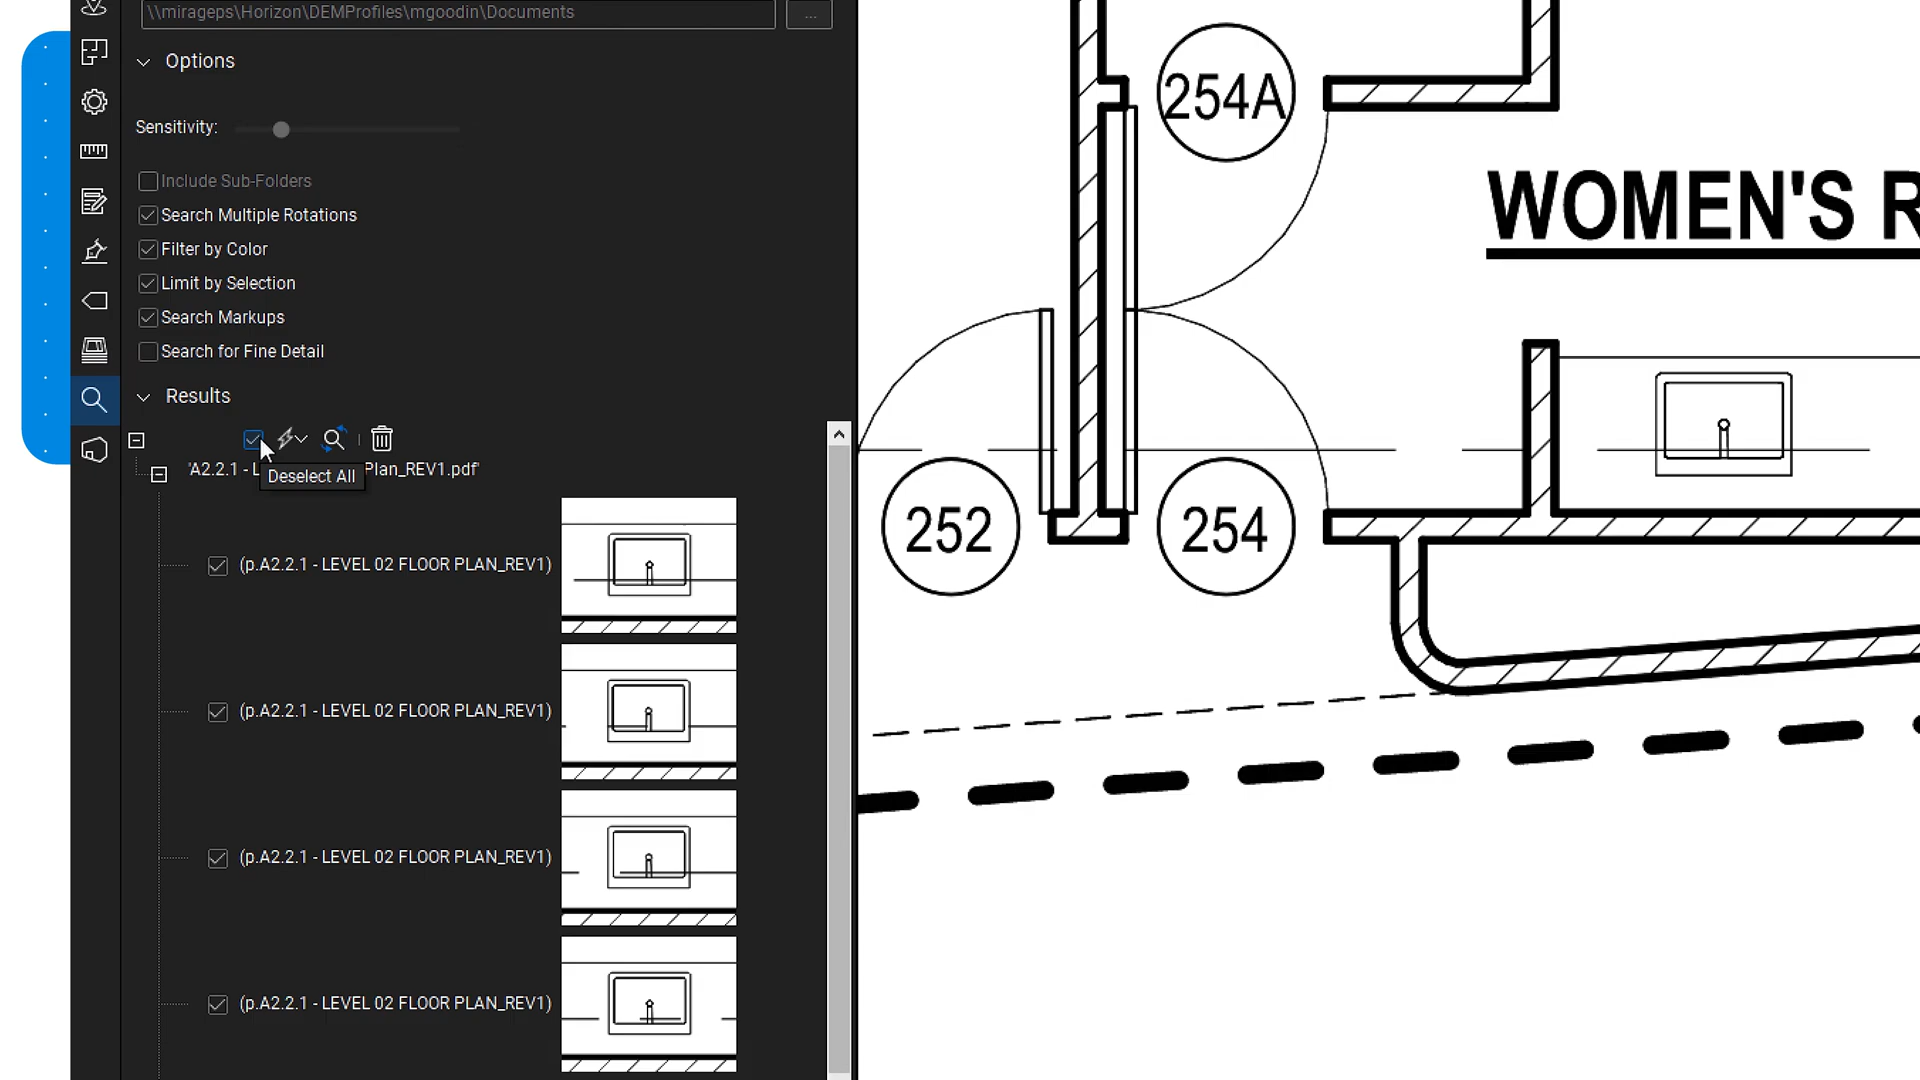 \\mirageps\Horizon\DEMProfiles\mgoodin\Documents
...
Options
Sensitivity:
Include Sub-Folders
Search Multiple Rotations
Filter by Color
Limit by Selection
Search Markups
Search for Fine Detail
Results
'A2.2.1 - L Plan_REV1.pdf'
Deselect All
(p.A2.2.1 - LEVEL 02 FLOOR PLAN_REV1)
(p.A2.2.1 - LEVEL 02 FLOOR PLAN_REV1)
(p.A2.2.1 - LEVEL 02 FLOOR PLAN_REV1)
(p.A2.2.1 - LEVEL 02 FLOOR PLAN_REV1)
254A
WOMEN'S R
252
254